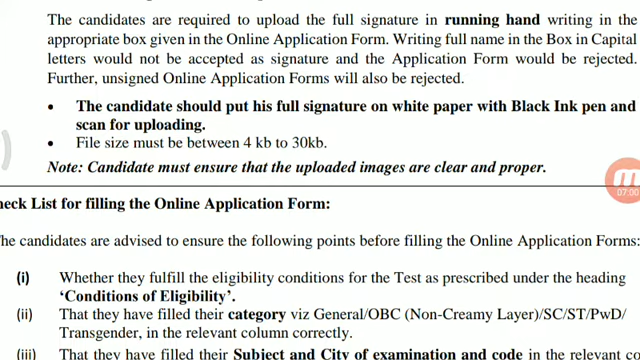 The candidates are required to upload the full signature in running hand writing in the
appropriate box given in the Online Application Form. Writing full name in the Box in Capital
letters would not be accepted as signature and the Application Form would be rejected.
Further, unsigned Online Application Forms will also be rejected.
• The candidate should put his full signature on white paper with Black Ink pen and
scan for uploading.
• File size must be between 4 kb to 30kb.
Note: Candidate must ensure that the uploaded images are clear and proper.
07:00
heck List for filling the Online Application Form:
he candidates are advised to ensure the following points before filling the Online Application Forms:
(i) Whether they fulfill the eligibility conditions for the Test as prescribed under the heading
‘Conditions of Eligibility’.
(ii) That they have filled their category viz General/OBC (Non-Creamy Layer)/SC/ST/PwD/
Transgender, in the relevant column correctly.
(iii) That they have filled their Subject and City of examination and code in the relevant co